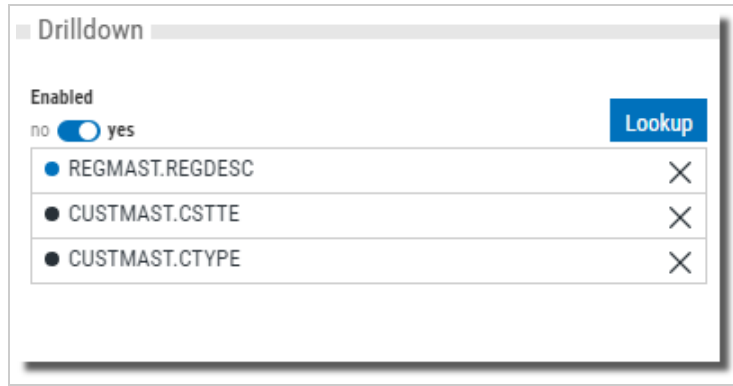 Drilldown
Enabled
no yes
Lookup
REGMAST.REGDESC
CUSTMAST.CSTTE
CUSTMAST.CTYPE